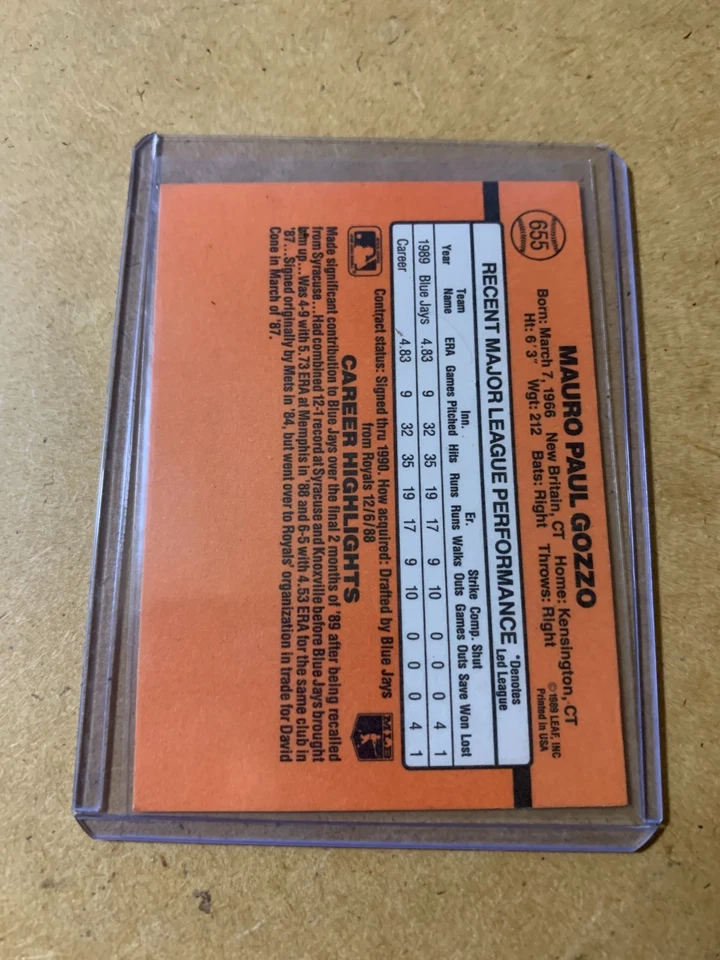 655
MAURO PAUL GOZZO
Born: March 7, 1966 New Britain, CT Home: Kensington, CT
Ht: 6'3" Wgt: 212 Bats: Right Throws: Right
© 1989 LEAF, INC
Printed in USA
RECENT MAJOR LEAGUE PERFORMANCE
*Denotes
Led League
Year Team Name ERA Games Inn. Pitched Hits Runs Er. Runs Walks Strike Outs Comp. Games Shut Outs Save Won Lost
1989 Blue Jays 4.83 9 32 35 19 17 9 10 0 0 0 4 1
Career 4.83 9 32 35 19 17 9 10 0 0 0 4 1
Contract status: Signed thru 1990. How acquired: Drafted by Blue Jays
from Royals 12/6/88
MLB
CAREER HIGHLIGHTS
Made significant contribution to Blue Jays over the final 2 months of '89 after being recalled
from Syracuse...Had combined 12-1 record at Syracuse and Knoxville before Blue Jays brought
him up...Was 4-9 with 5.73 ERA at Memphis in '88 and 6-5 with 4.53 ERA for the same club in
'87...Signed originally by Mets in '84, but went over to Royals' organization in trade for David
Cone in March of '87.